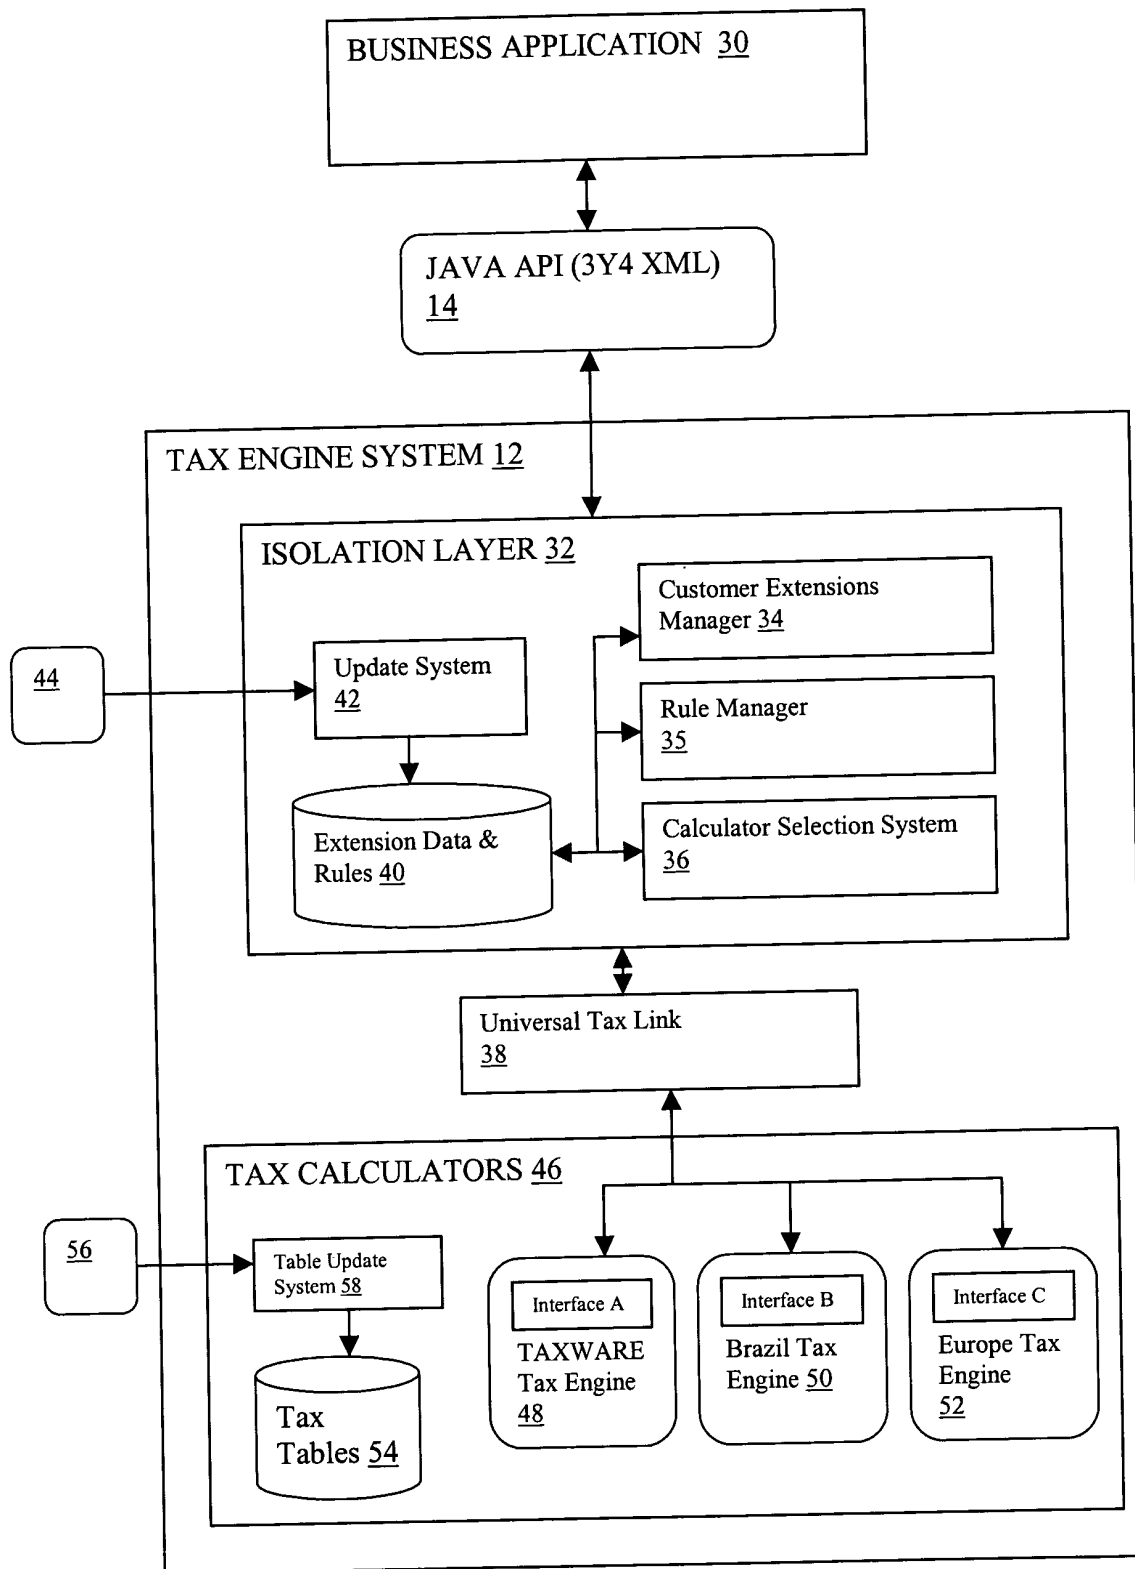 BUSINESS APPLICATION 30
JAVA API (3Y4 XML)
14
TAX ENGINE SYSTEM 12
ISOLATION LAYER 32
Customer Extensions
Manager 34
44
Update System
42
Rule Manager
35
Extension Data &
Rules 40
Calculator Selection System
36
Universal Tax Link
38
TAX CALCULATORS 46
56
Table Update
System 58
Tax
Tables 54
Interface A
TAXWARE
Tax Engine
48
Interface B
Brazil Tax
Engine 50
Interface C
Europe Tax
Engine
52